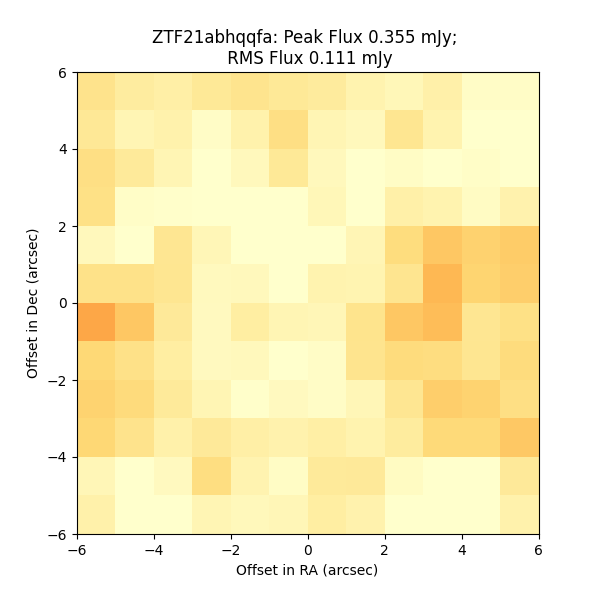 ZTF21abhqqfa: Peak Flux 0.355 mJy;
RMS Flux 0.111 mJy
6
4
2
0
−2
−4
−6
Offset in Dec (arcsec)
−6 −4 −2 0 2 4 6
Offset in RA (arcsec)